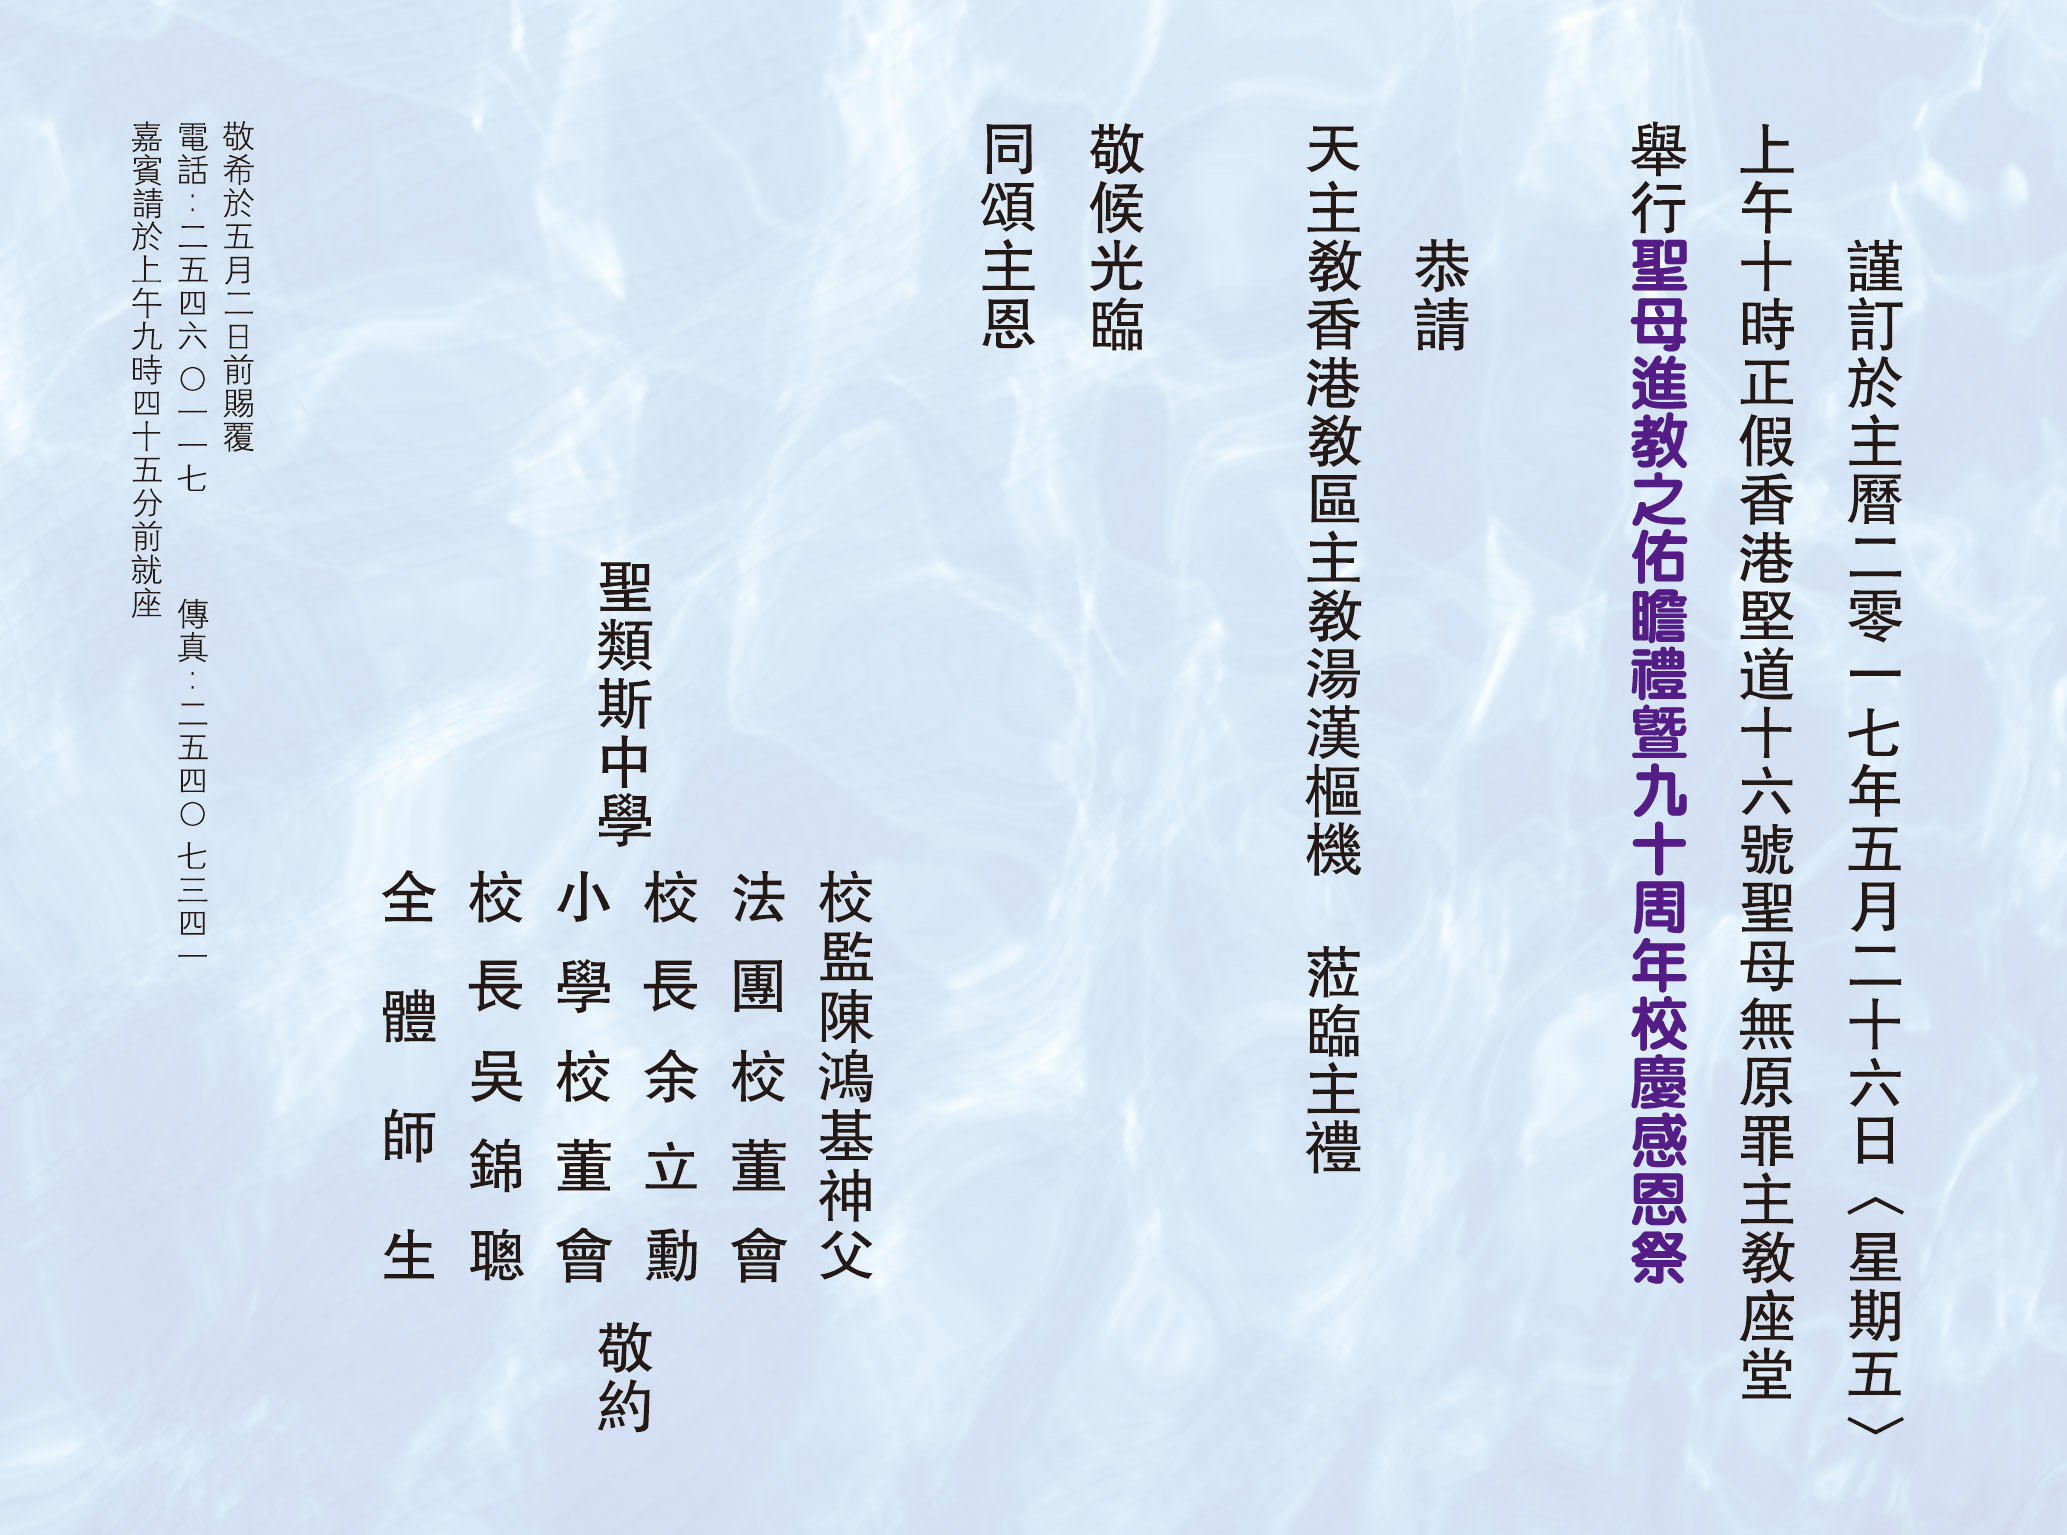 謹訂於主曆二零一七年五月二十六日〈星期五〉
上午十時正假香港堅道十六號聖母無原罪主教座堂
舉行聖母進教之佑瞻禮暨九十周年校慶感恩祭
恭請
天主教香港教區主教湯漢樞機　蒞臨主禮
敬候光臨
同頌主恩
聖類斯中學
校監陳鴻基神父
法團校董會
校長余立勳
小學校董會
校長吳錦聰
全體師生
敬約
敬希於五月二日前賜覆
電話：二五四六〇一一七　傳真：二五四〇七三四一
嘉賓請於上午九時四十五分前就座